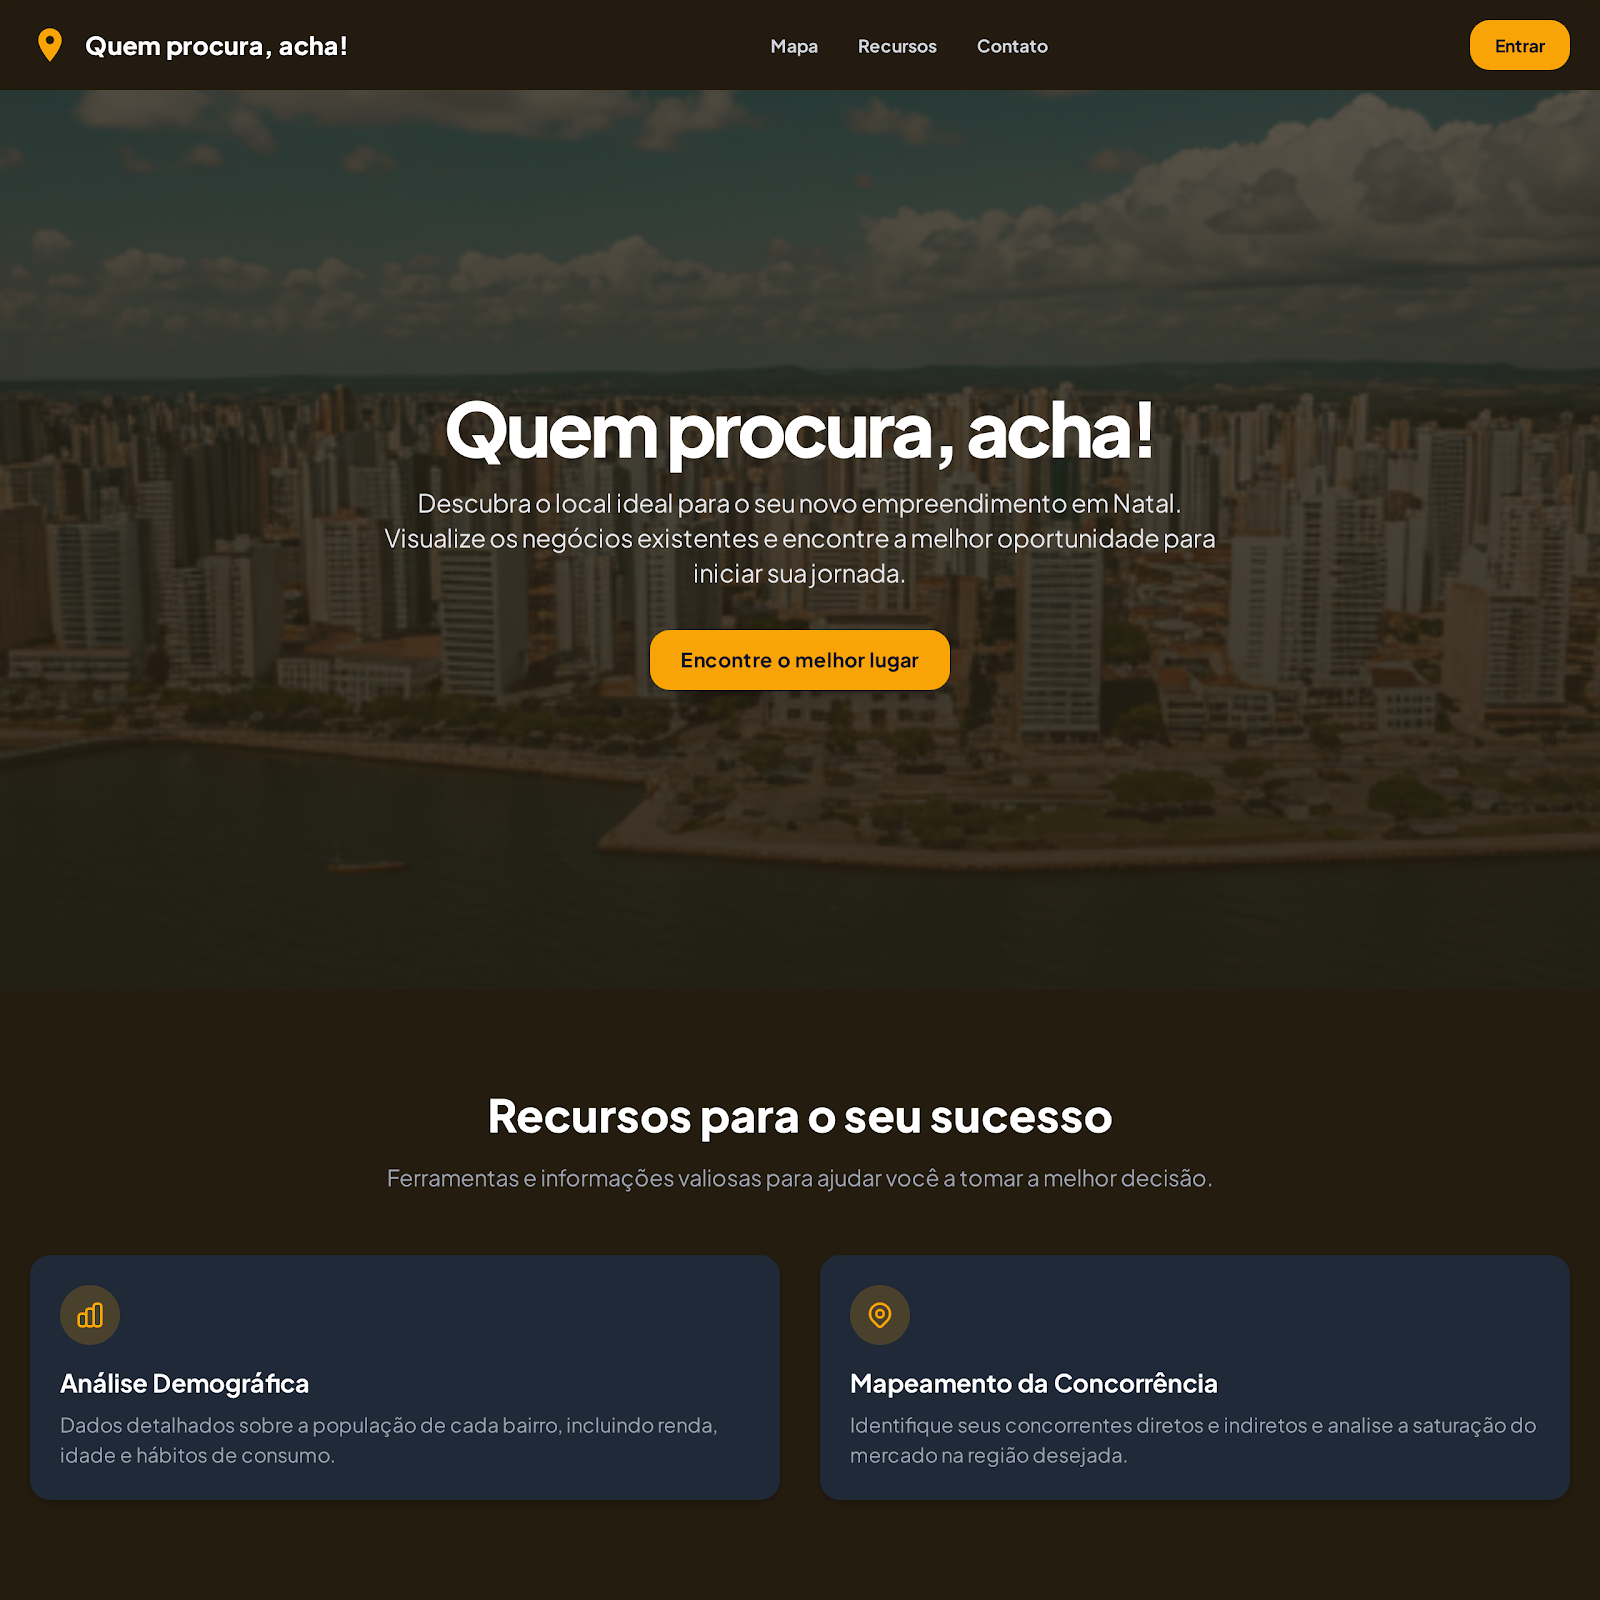 Quem procura, acha!
Mapa
Recursos
Contato
Entrar
Quem procura, acha!
Descubra o local ideal para o seu novo empreendimento em Natal.
Visualize os negócios existentes e encontre a melhor oportunidade para
iniciar sua jornada.
Encontre o melhor lugar
Recursos para o seu sucesso
Ferramentas e informações valiosas para ajudar você a tomar a melhor decisão.
Análise Demográfica
Dados detalhados sobre a população de cada bairro, incluindo renda,
idade e hábitos de consumo.
Mapeamento da Concorrência
Identifique seus concorrentes diretos e indiretos e analise a saturação do
mercado na região desejada.